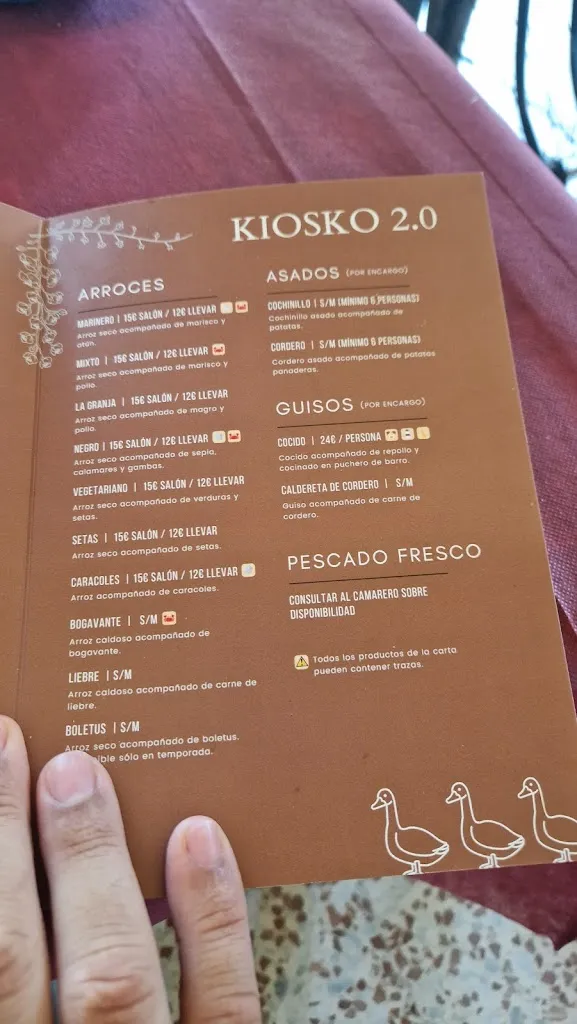 KIOSKO 2.0
ARROCES
MARINERO | 15€ SALÓN / 12€ LLEVAR
Arroz seco acompañado de marisco y
atún.
MIXTO | 15€ SALÓN / 12€ LLEVAR
Arroz seco acompañado de marisco y
pollo.
LA GRANJA | 15€ SALÓN / 12€ LLEVAR
Arroz seco acompañado de magro y
pollo.
NEGRO | 15€ SALÓN / 12€ LLEVAR
Arroz seco acompañado de sepia,
calamares y gambas.
VEGETARIANO | 15€ SALÓN / 12€ LLEVAR
Arroz seco acompañado de verduras y
setas.
SETAS | 15€ SALÓN / 12€ LLEVAR
Arroz seco acompañado de setas.
CARACOLES | 15€ SALÓN / 12€ LLEVAR
Arroz acompañado de caracoles.
BOGAVANTE | S/M
Arroz caldoso acompañado de
bogavante.
LIEBRE | S/M
Arroz caldoso acompañado de carne de
liebre.
BOLETUS | S/M
Arroz seco acompañado de boletus.
sólo en temporada.
ASADOS (POR ENCARGO)
COCHINILLO | S/M (MÍNIMO 6 PERSONAS)
Cochinillo asado acompañado de
patatas.
CORDERO | S/M (MÍNIMO 6 PERSONAS)
Cordero asado acompañado de patatas
panaderas.
GUISOS (POR ENCARGO)
COCIDO | 24€ / PERSONA
Cocido acompañado de repollo y
cocinado en puchero de barro.
CALDERETA DE CORDERO | S/M
Guiso acompañado de carne de
cordero.
PESCADO FRESCO
CONSULTAR AL CAMARERO SOBRE
DISPONIBILIDAD
Todos los productos de la carta
pueden contener trazas.